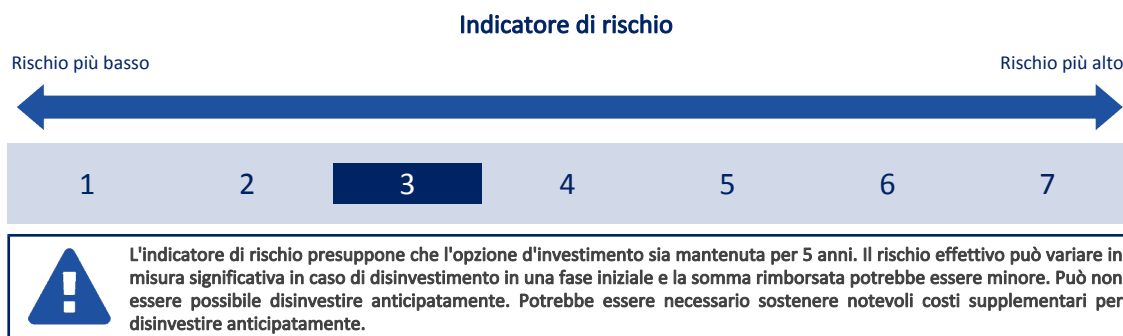 Indicatore di rischio
Rischio più basso
Rischio più alto
1 2 3 4 5 6 7
L'indicatore di rischio presuppone che l'opzione d'investimento sia mantenuta per 5 anni. Il rischio effettivo può variare in
misura significativa in caso di disinvestimento in una fase iniziale e la somma rimborsata potrebbe essere minore. Può non
essere possibile disinvestire anticipatamente. Potrebbe essere necessario sostenere notevoli costi supplementari per
disinvestire anticipatamente.